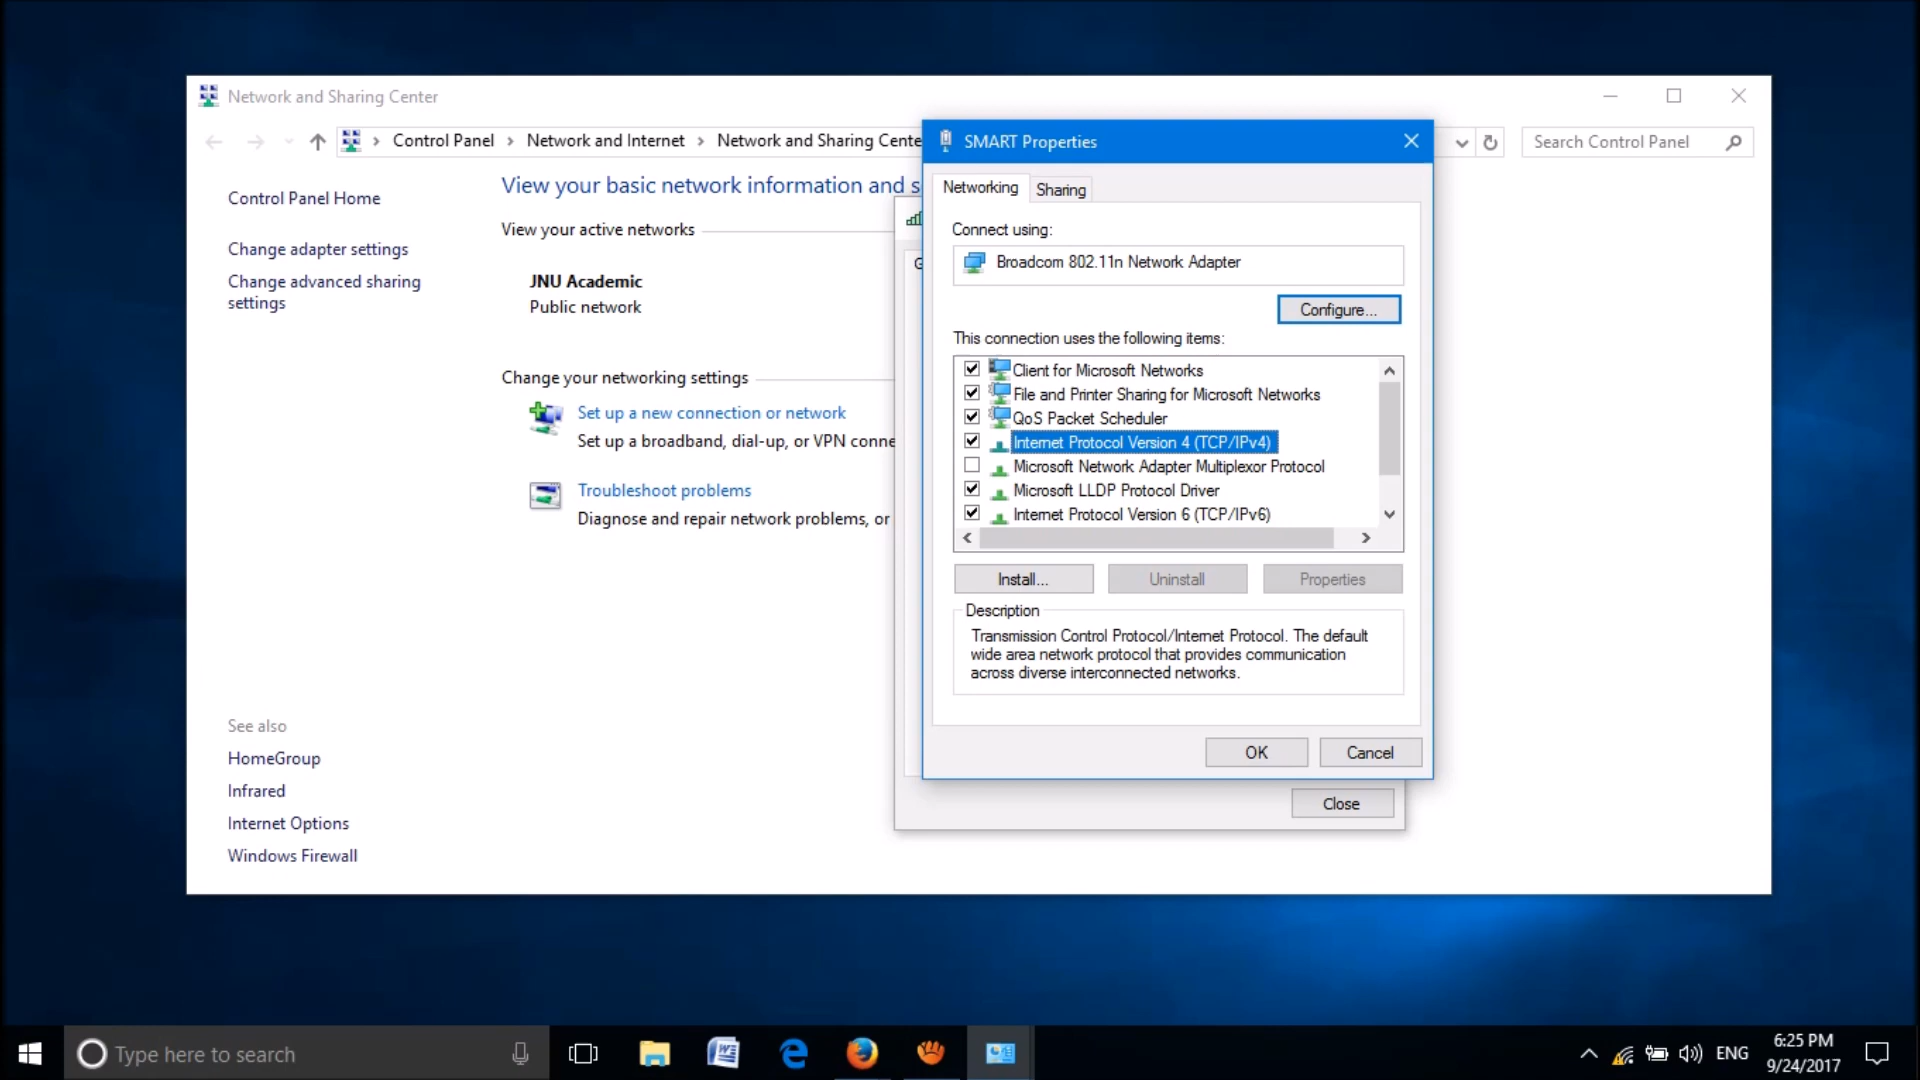 Network and Sharing Center
Control Panel
Network and Internet
Network and Sharing Cente
Search Control Panel
Control Panel Home
Change adapter settings
Change advanced sharing
settings
View your basic network information and s
View your active networks
JNU Academic
Public network
Change your networking settings
Set up a new connection or network
Set up a broadband, dial-up, or VPN conne
Troubleshoot problems
Diagnose and repair network problems, or
See also
HomeGroup
Infrared
Internet Options
Windows Firewall
SMART Properties
Networking
Sharing
Connect using:
Broadcom 802.11n Network Adapter
Configure...
This connection uses the following items:
Client for Microsoft Networks
File and Printer Sharing for Microsoft Networks
QoS Packet Scheduler
Internet Protocol Version 4 (TCP/IPv4)
Microsoft Network Adapter Multiplexor Protocol
Microsoft LLDP Protocol Driver
Internet Protocol Version 6 (TCP/IPv6)
Install...
Uninstall
Properties
Description
Transmission Control Protocol/Internet Protocol. The default
wide area network protocol that provides communication
across diverse interconnected networks.
OK
Cancel
Close
Type here to search
ENG
6:25 PM
9/24/2017